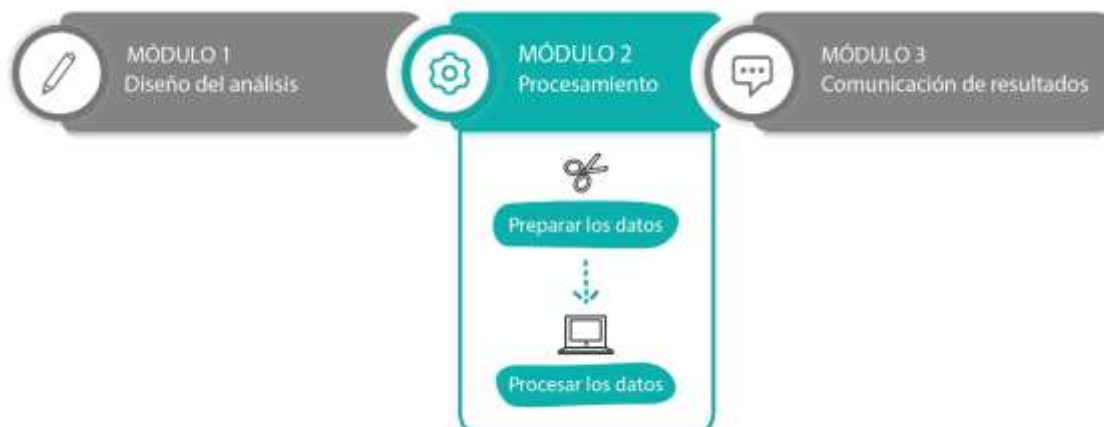 MÓDULO 1
Diseño del análisis
MÓDULO 2
Procesamiento
MÓDULO 3
Comunicación de resultados
Preparar los datos
Procesar los datos